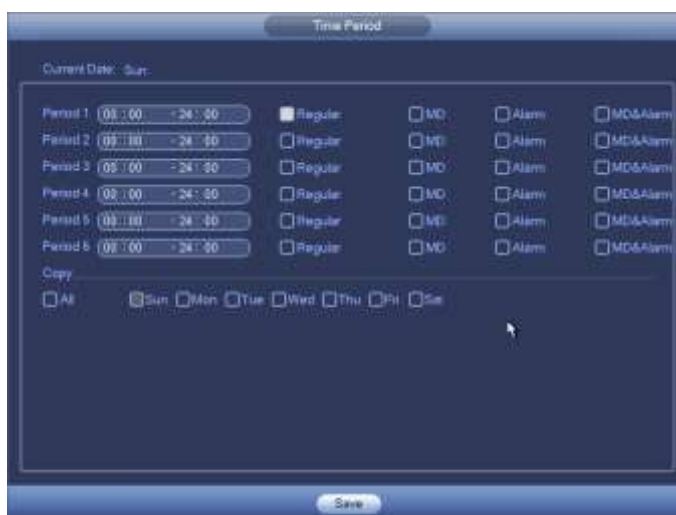 Time Period
Current Date: Sun
Period 1 00 : 00 - 24 : 00 Regular MD Alarm MD&Alarm
Period 2 00 : 00 - 24 : 00 Regular MD Alarm MD&Alarm
Period 3 00 : 00 - 24 : 00 Regular MD Alarm MD&Alarm
Period 4 00 : 00 - 24 : 00 Regular MD Alarm MD&Alarm
Period 5 00 : 00 - 24 : 00 Regular MD Alarm MD&Alarm
Period 6 00 : 00 - 24 : 00 Regular MD Alarm MD&Alarm
Copy
All Sun Mon Tue Wed Thu Fri Sat
Save